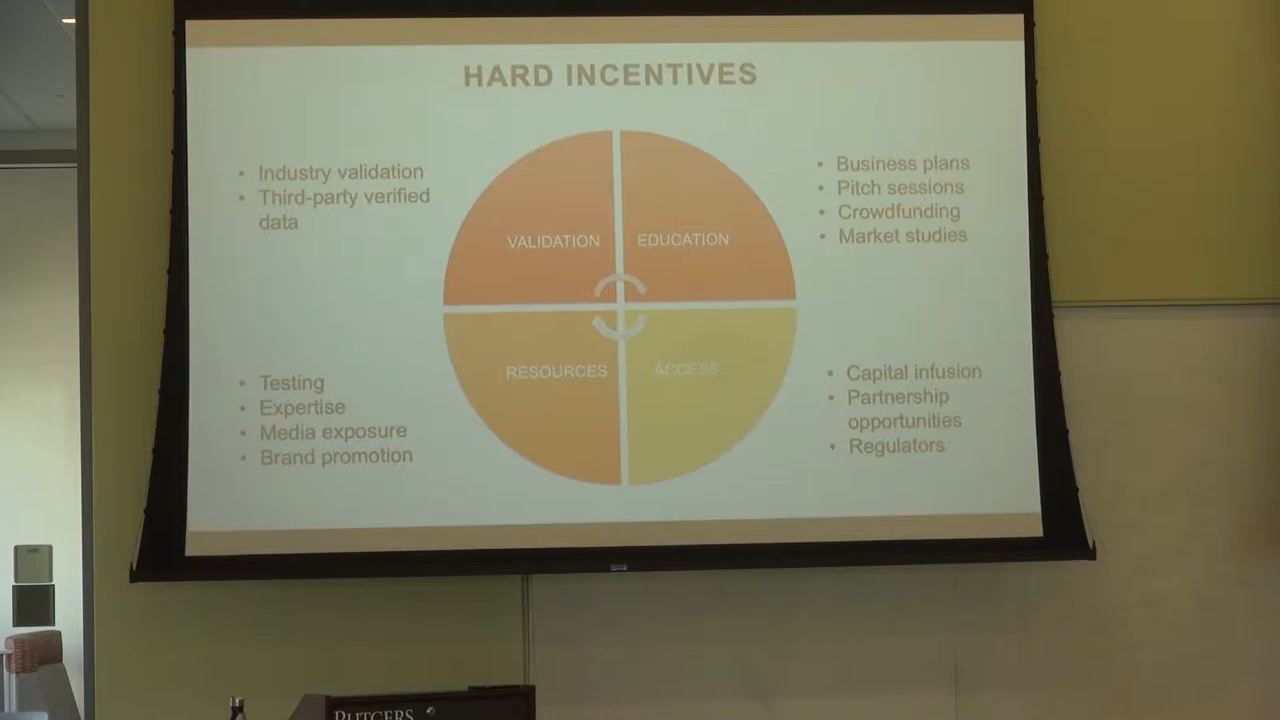 HARD INCENTIVES
• Industry validation
• Third-party verified
data
VALIDATION
EDUCATION
• Business plans
• Pitch sessions
• Crowdfunding
• Market studies
• Testing
• Expertise
• Media exposure
• Brand promotion
RESOURCES
ACCESS
• Capital infusion
• Partnership
opportunities
• Regulators
RUTGERS